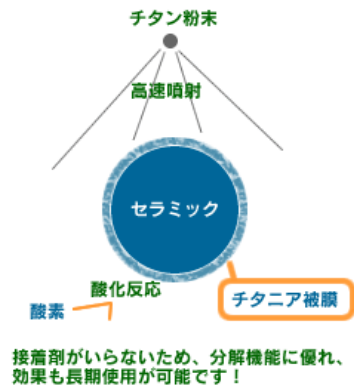 チタン粉末
高速噴射
セラミック
酸化反応
酸素
チタニア被膜
接着剤がいらないため、分解機能に優れ、
効果も長期使用が可能です！